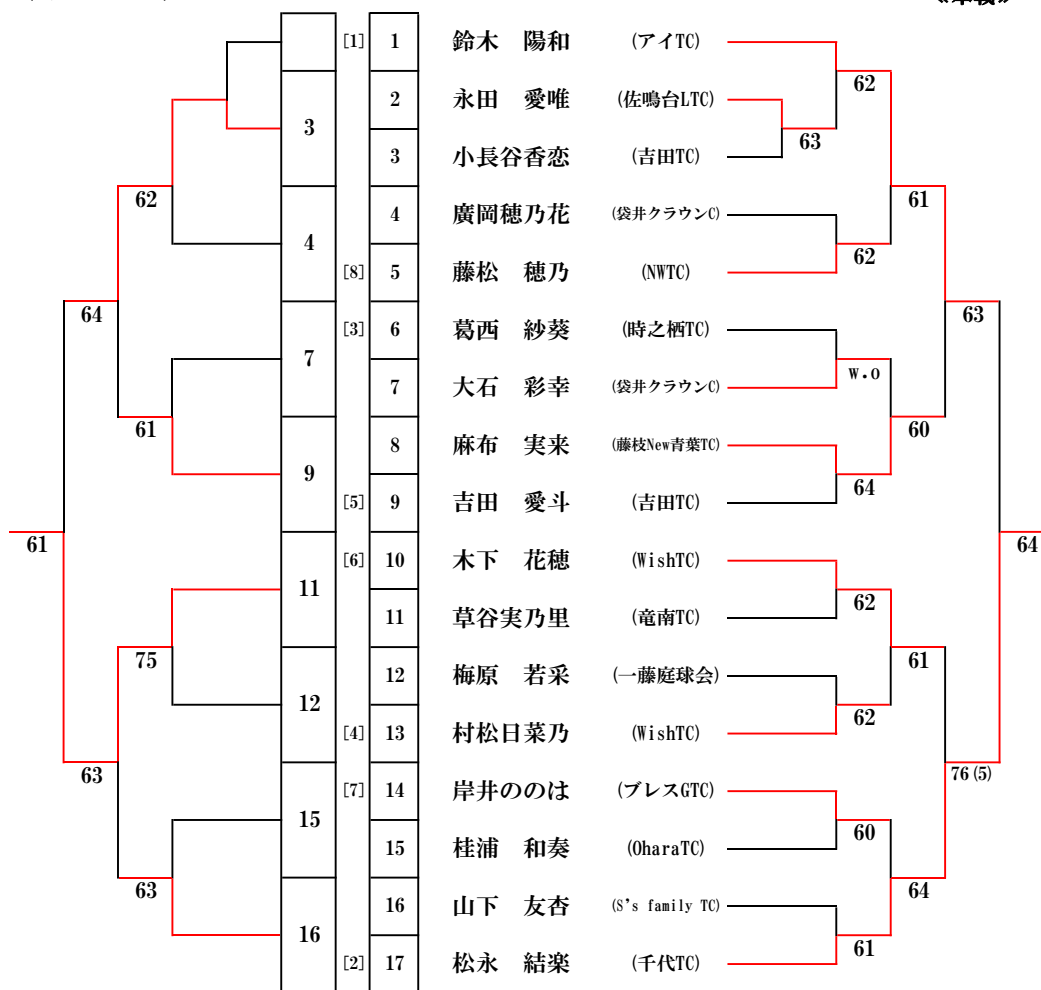 [1] 1 鈴木 陽和 (アイTC)
62
3 2 永田 愛唯 (佐鳴台LTC)
63
3 小長谷香恋 (吉田TC)
62 61
4 4 廣岡穂乃花 (袋井クラウンC)
62
[8] 5 藤松 穂乃 (NWTC)
64 63
7 [3] 6 葛西 紗葵 (時之栖TC)
w.o
7 大石 彩幸 (袋井クラウンC)
61 60
9 8 麻布 実来 (藤枝New青葉TC)
64
[5] 9 吉田 愛斗 (吉田TC)
61 64
11 [6] 10 木下 花穂 (WishTC)
62
11 草谷実乃里 (竜南TC)
75 61
12 12 梅原 若采 (一藤庭球会)
62
[4] 13 村松日菜乃 (WishTC)
63 76(5)
15 [7] 14 岸井ののは (ブレスGTC)
60
15 桂浦 和奏 (OharaTC)
63 64
16 16 山下 友杏 (S's family TC)
61
[2] 17 松永 結楽 (千代TC)